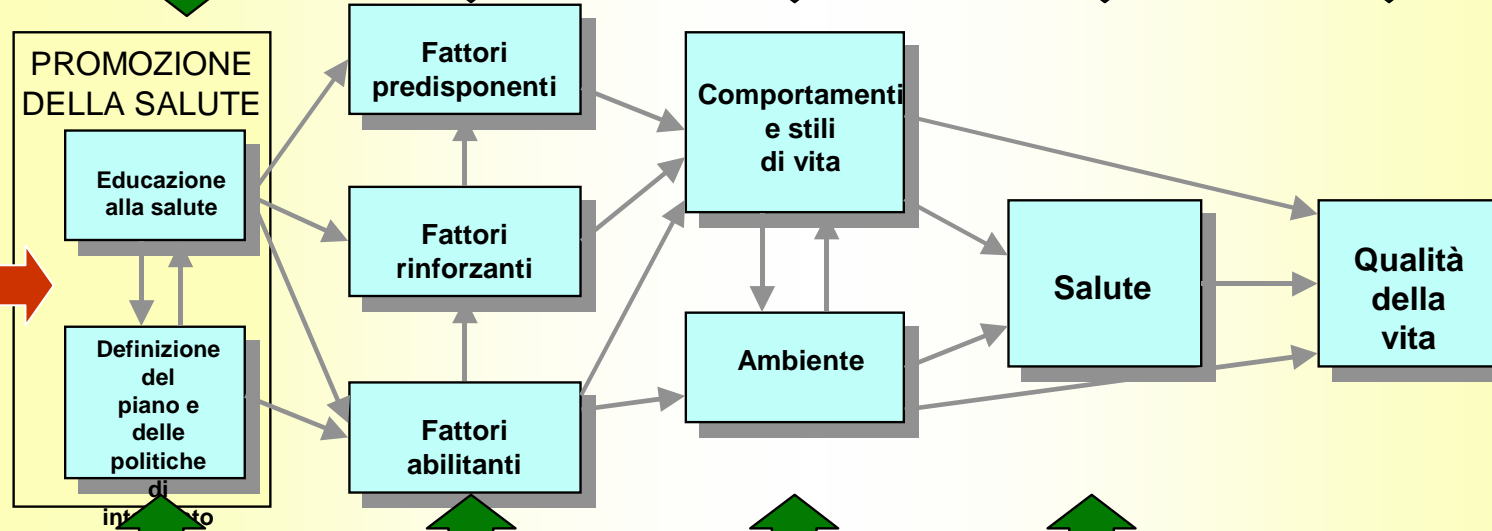 PROMOZIONE
DELLA SALUTE
Educazione
alla salute
Definizione
del
piano e
delle
politiche
di
Fattori
predisponenti
Fattori
rinforzanti
Fattori
abilitanti
Comportamenti
e stili
di vita
Ambiente
Salute
Qualità
della
vita